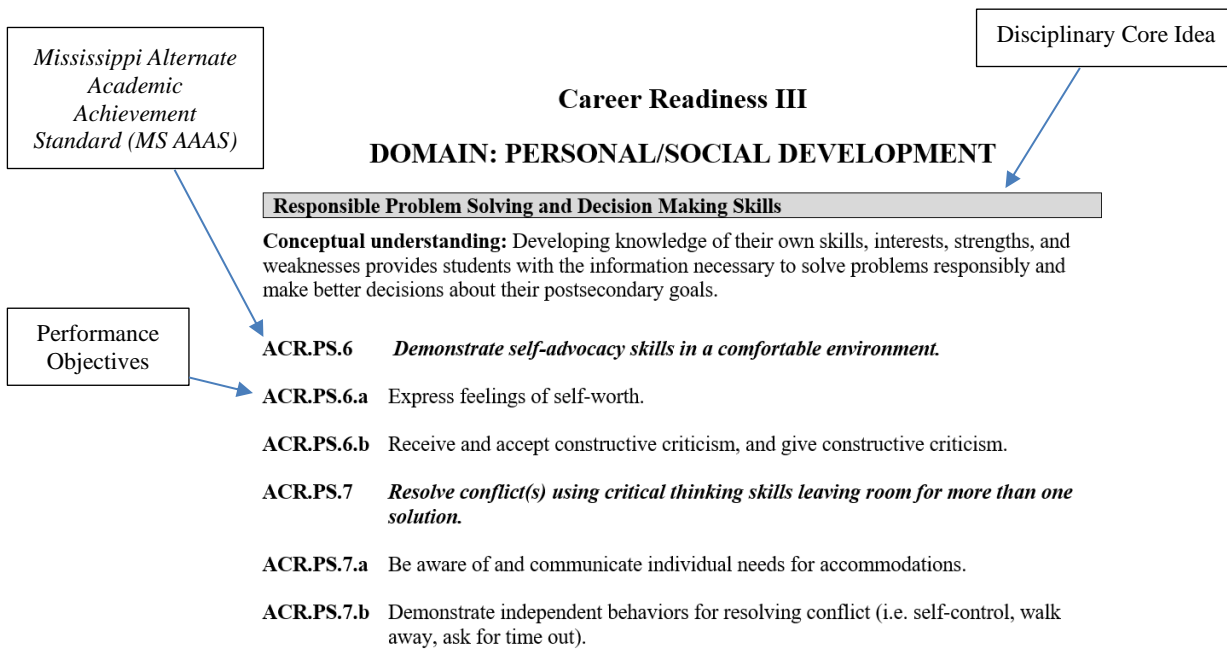 Mississippi Alternate
Academic
Achievement
Standard (MS AAAS)
Disciplinary Core Idea
Career Readiness III
DOMAIN: PERSONAL/SOCIAL DEVELOPMENT
Responsible Problem Solving and Decision Making Skills
Conceptual understanding: Developing knowledge of their own skills, interests, strengths, and
weaknesses provides students with the information necessary to solve problems responsibly and
make better decisions about their postsecondary goals.
Performance
Objectives
ACR.PS.6 Demonstrate self-advocacy skills in a comfortable environment.
ACR.PS.6.a Express feelings of self-worth.
ACR.PS.6.b Receive and accept constructive criticism, and give constructive criticism.
ACR.PS.7 Resolve conflict(s) using critical thinking skills leaving room for more than one
solution.
ACR.PS.7.a Be aware of and communicate individual needs for accommodations.
ACR.PS.7.b Demonstrate independent behaviors for resolving conflict (i.e. self-control, walk
away, ask for time out).